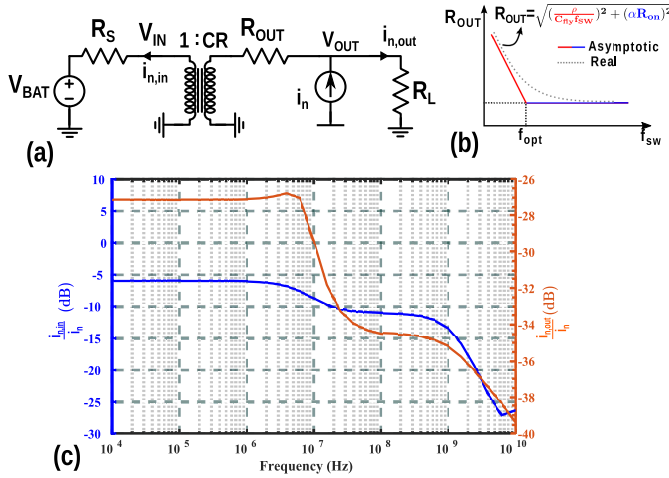 R_S V_IN 1:CR R_OUT V_OUT i_n,out
i_n,in
V_BAT
i_n
R_L
(a)
R_OUT
R_OUT=√((ρ/(C_fly f_SW))² + (αR_on)²)
Asymptotic
Real
f_opt
f_SW
(b)
10
5
0
-5
-10
-15
-20
-25
-30
i_n,in/i_n (dB)
-26
-28
-30
-32
-34
-36
-38
-40
i_n,out/i_n (dB)
10^4 10^5 10^6 10^7 10^8 10^9 10^10
Frequency (Hz)
(c)